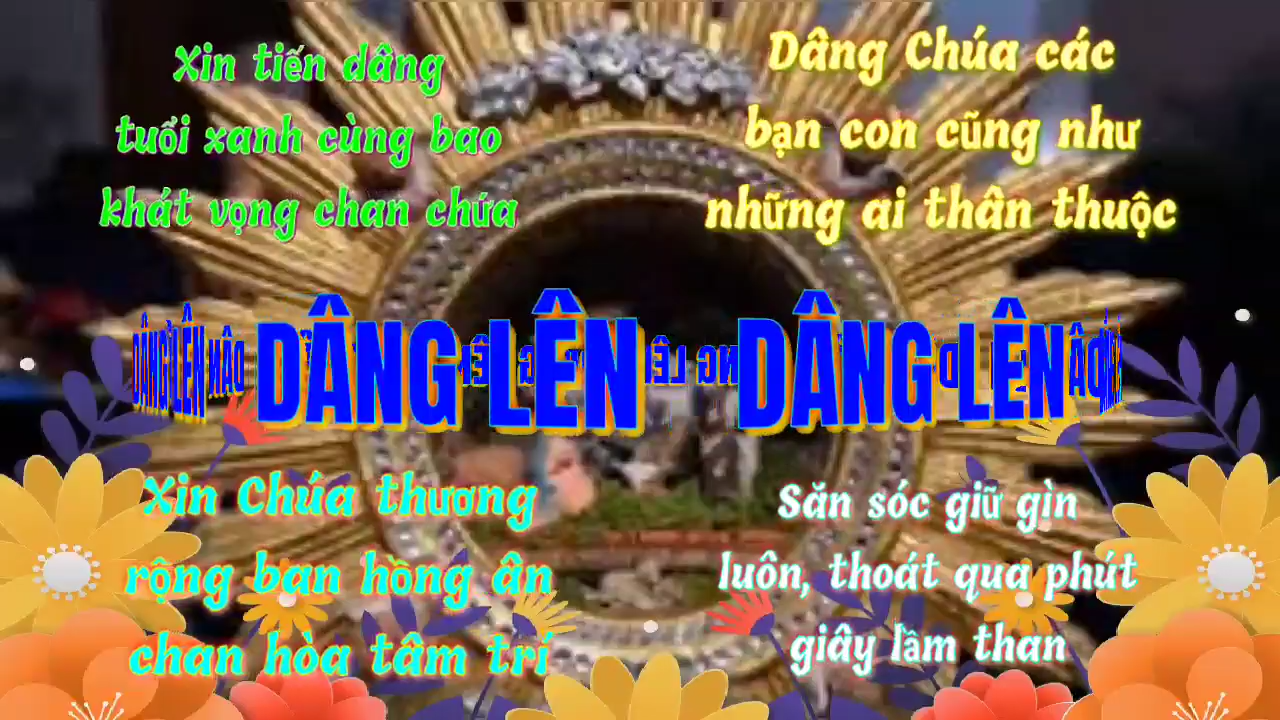 Xin tiến dâng
tuổi xanh cùng bao
khát vọng chan chứa
Dâng Chúa các
bạn con cũng như
những ai thân thuộc
DÂNG LÊN DÂNG LÊN DÂNG LÊN
Xin Chúa thương
rộng ban hồng ân
chan hòa tâm trí
Săn sóc giữ gìn
luôn, thoát qua phút
giây lầm than